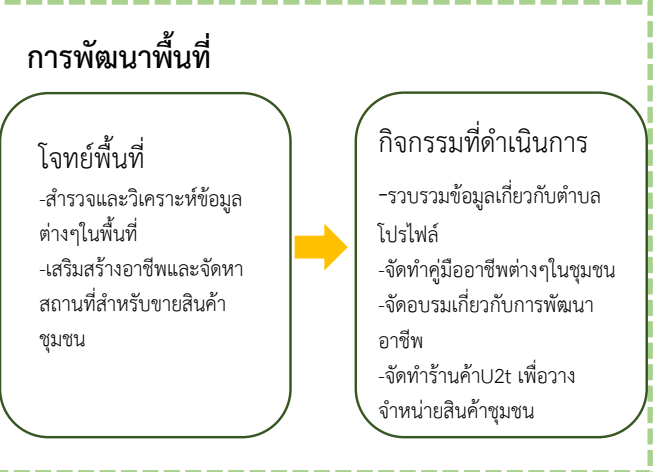 การพัฒนาพื้นที่
โจทย์พื้นที่
-สำรวจและวิเคราะห์ข้อมูล
ต่างๆในพื้นที่
-เสริมสร้างอาชีพและจัดหา
สถานที่สำหรับขายสินค้า
ชุมชน
กิจกรรมที่ดำเนินการ
-รวบรวมข้อมูลเกี่ยวกับตำบล
โปรไฟล์
-จัดทำคู่มืออาชีพต่างๆในชุมชน
-จัดอบรมเกี่ยวกับการพัฒนา
อาชีพ
-จัดทำร้านค้าU2t เพื่อวาง
จำหน่ายสินค้าชุมชน